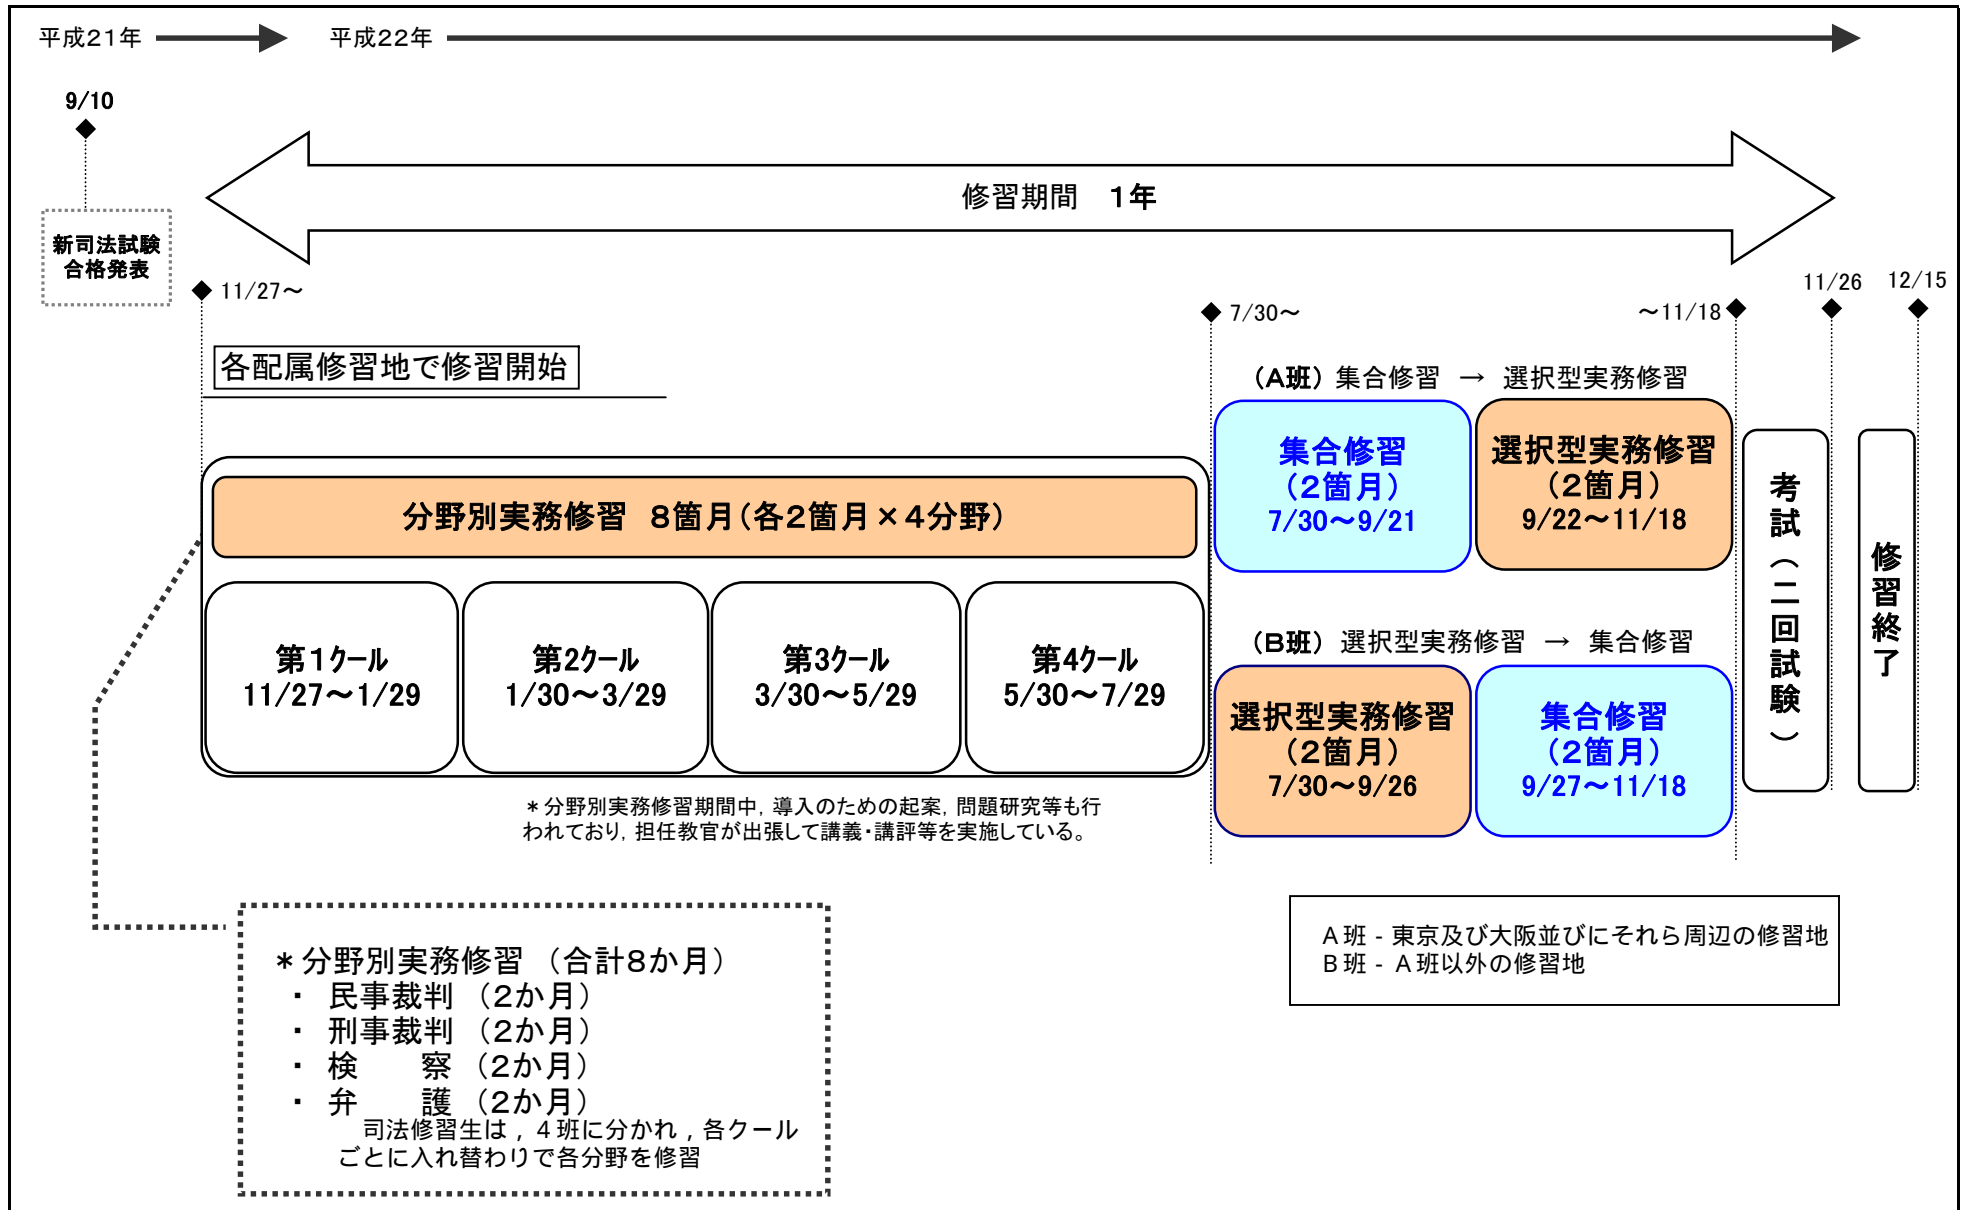 平成21年
平成22年
9/10
新司法試験
合格発表
修習期間　1年
11/27～
7/30～
～11/18
11/26
12/15
各配属修習地で修習開始
(A班) 集合修習 → 選択型実務修習
分野別実務修習 8箇月(各2箇月×4分野)
集合修習
(2箇月)
7/30～9/21
選択型実務修習
(2箇月)
9/22～11/18
第1クール
11/27～1/29
第2クール
1/30～3/29
第3クール
3/30～5/29
第4クール
5/30～7/29
(B班) 選択型実務修習 → 集合修習
選択型実務修習
(2箇月)
7/30～9/26
集合修習
(2箇月)
9/27～11/18
考試(二回試験)
修習終了
*分野別実務修習期間中，導入のための起案，問題研究等も行
われており，担任教官が出張して講義・講評等を実施している。
*分野別実務修習 (合計8か月)
・ 民事裁判 (2か月)
・ 刑事裁判 (2か月)
・ 検　　察 (2か月)
・ 弁　　護 (2か月)
司法修習生は，４班に分かれ，各クール
ごとに入れ替わりで各分野を修習
Ａ班 - 東京及び大阪並びにそれら周辺の修習地
Ｂ班 - Ａ班以外の修習地